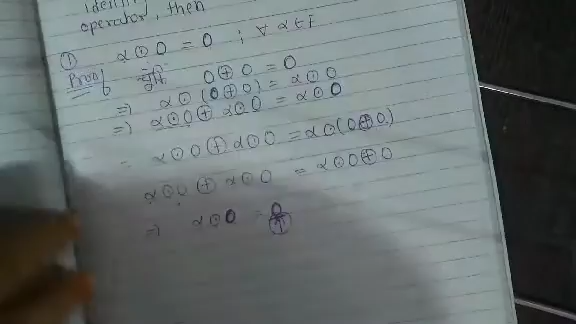 operator, then
① α ⊙ 0 = 0 ; ∀ α ∈ F
Proof चूंकि 0 ⊕ 0 = 0
⇒ α ⊙ (0 ⊕ 0) = α ⊙ 0
⇒ α ⊙ 0 ⊕ α ⊙ 0 = α ⊙ 0
= α ⊙ 0 ⊕ α ⊙ 0 = α ⊙ (0 ⊕ 0)
α ⊙ 0 ⊕ α ⊙ 0 = α ⊙ 0 ⊕ 0
⇒ α ⊙ 0 = 0